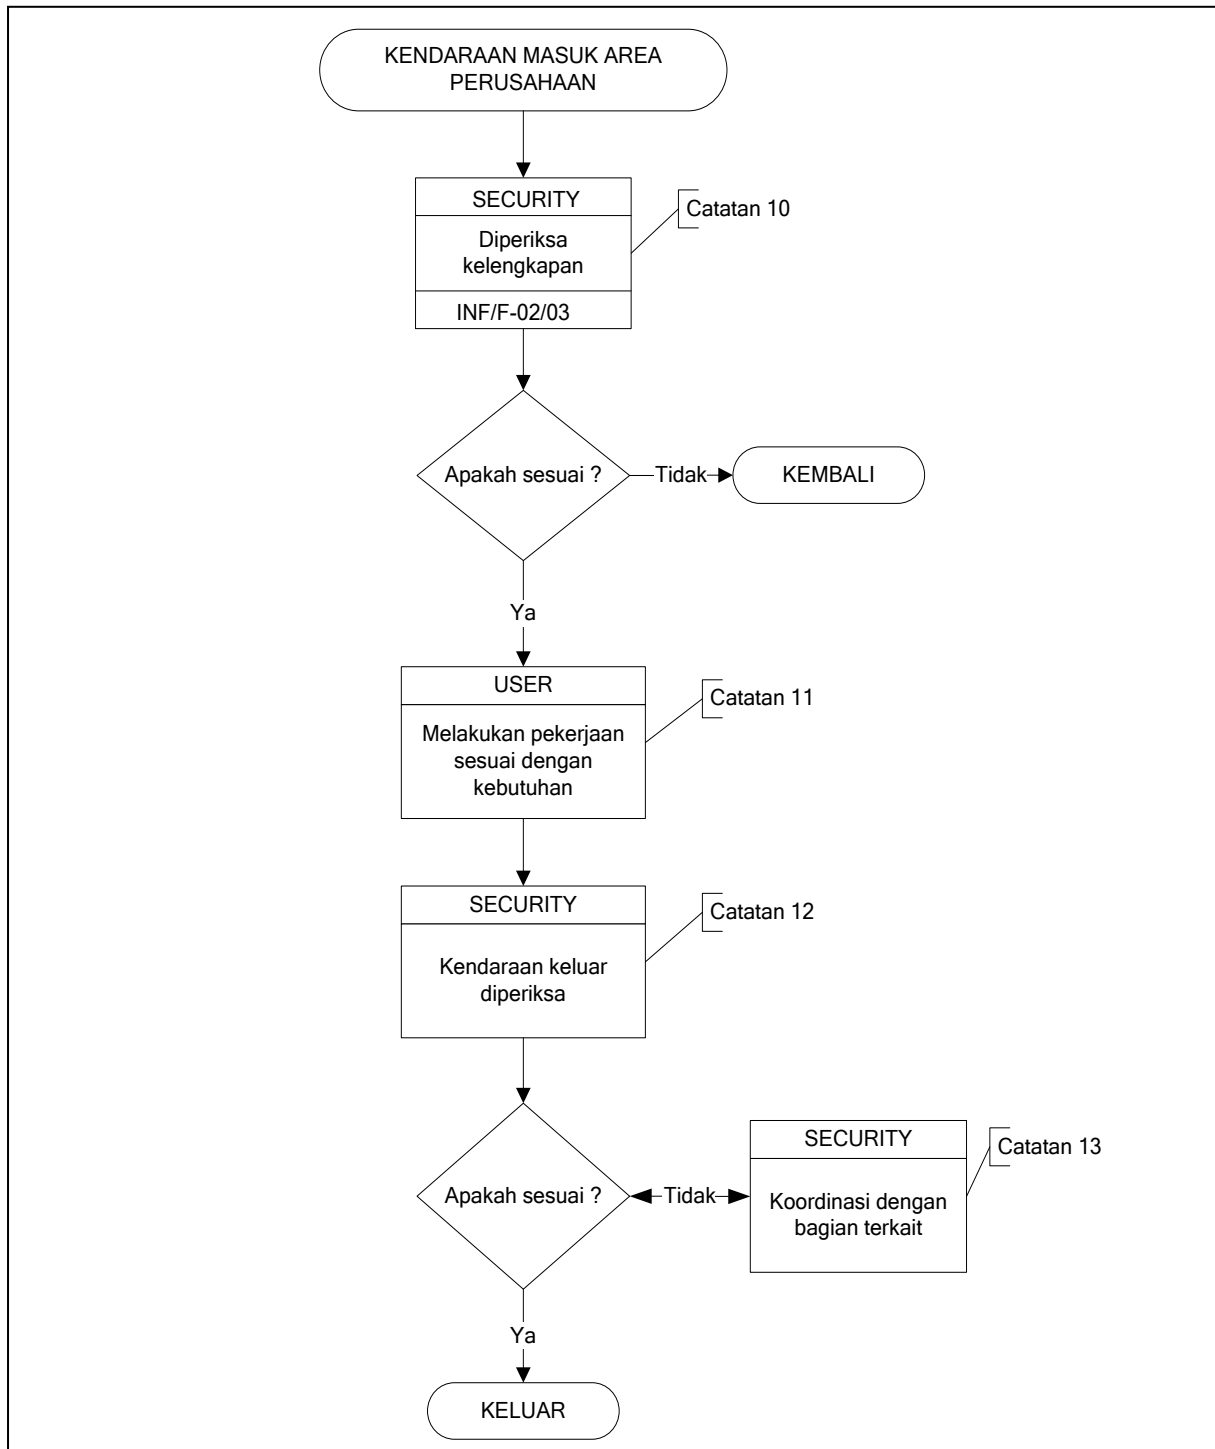 KENDARAAN MASUK AREA
PERUSAHAAN
SECURITY
Catatan 10
Diperiksa
kelengkapan
INF/F-02/03
Apakah sesuai ?
Tidak
KEMBALI
Ya
USER
Catatan 11
Melakukan pekerjaan
sesuai dengan
kebutuhan
SECURITY
Catatan 12
Kendaraan keluar
diperiksa
SECURITY
Catatan 13
Apakah sesuai ?
Tidak
Koordinasi dengan
bagian terkait
Ya
KELUAR